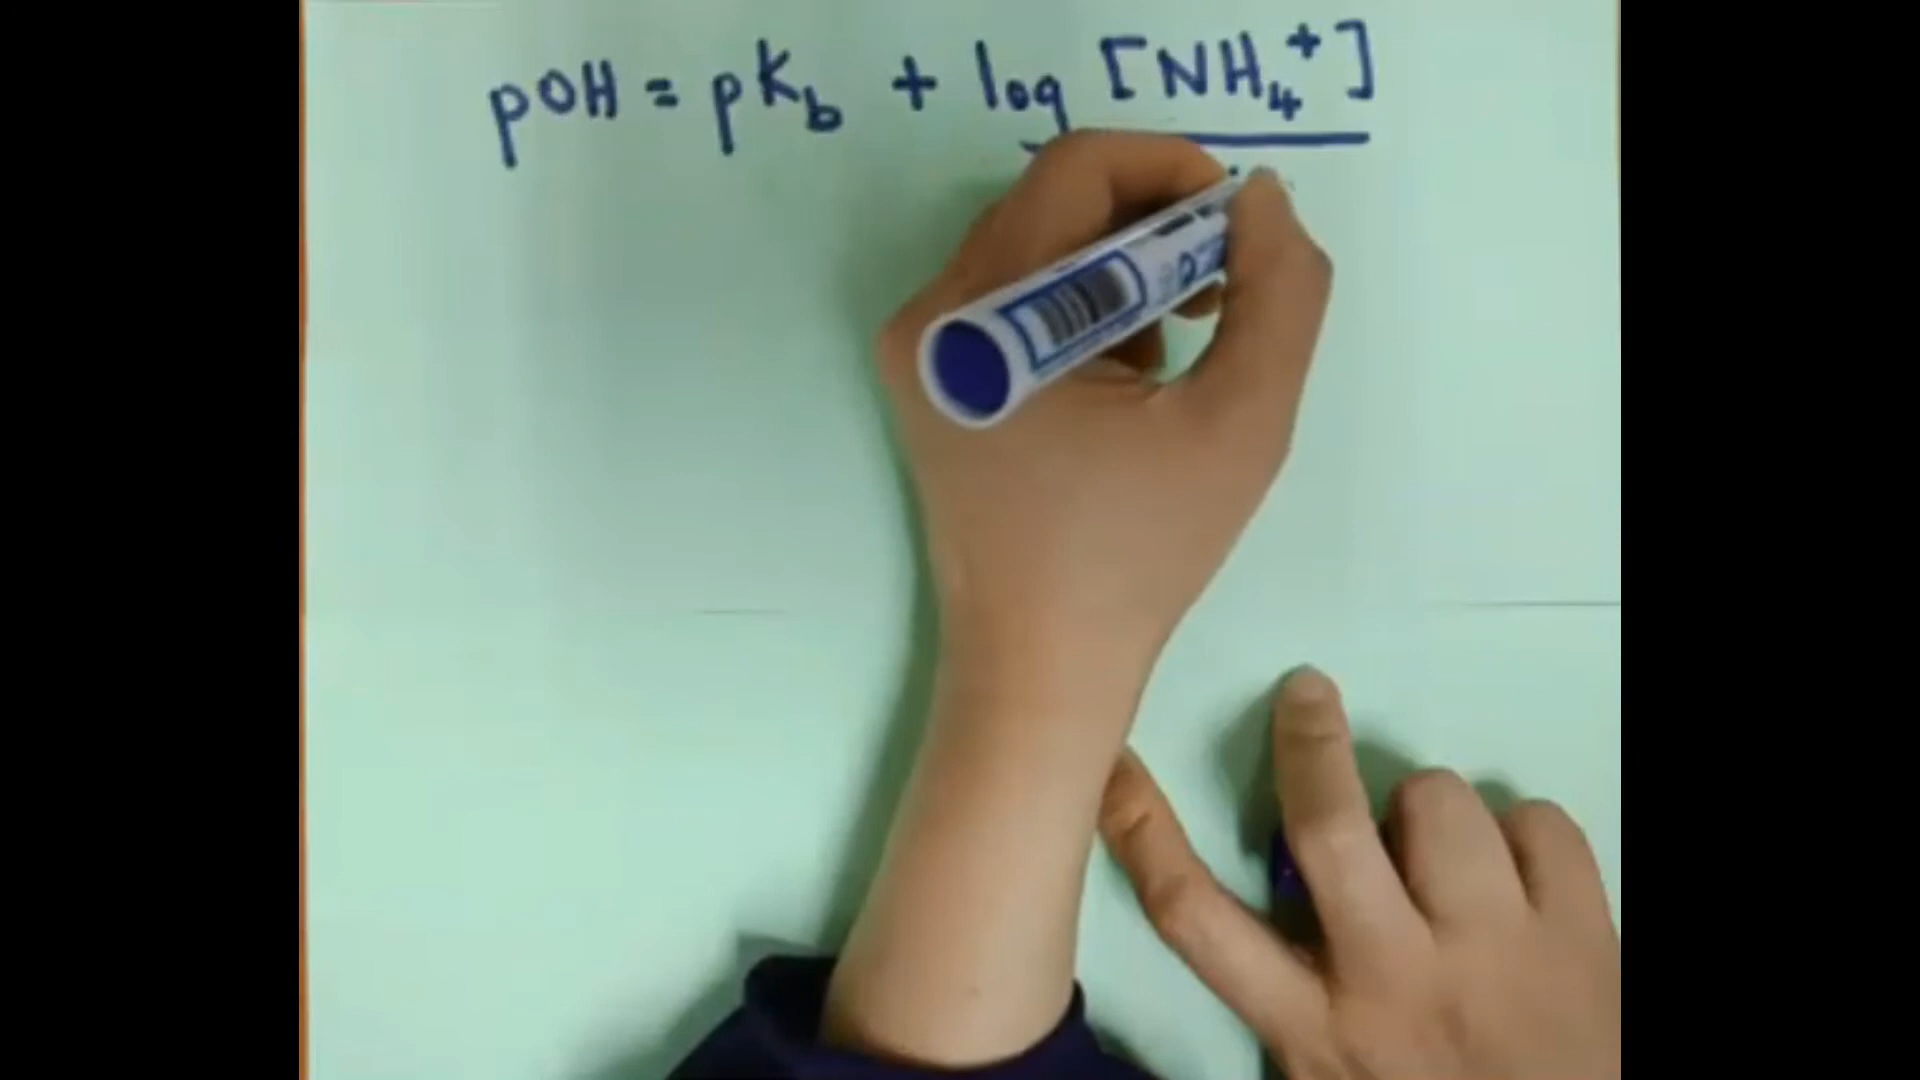 pOH = pKb + log [NH4+]